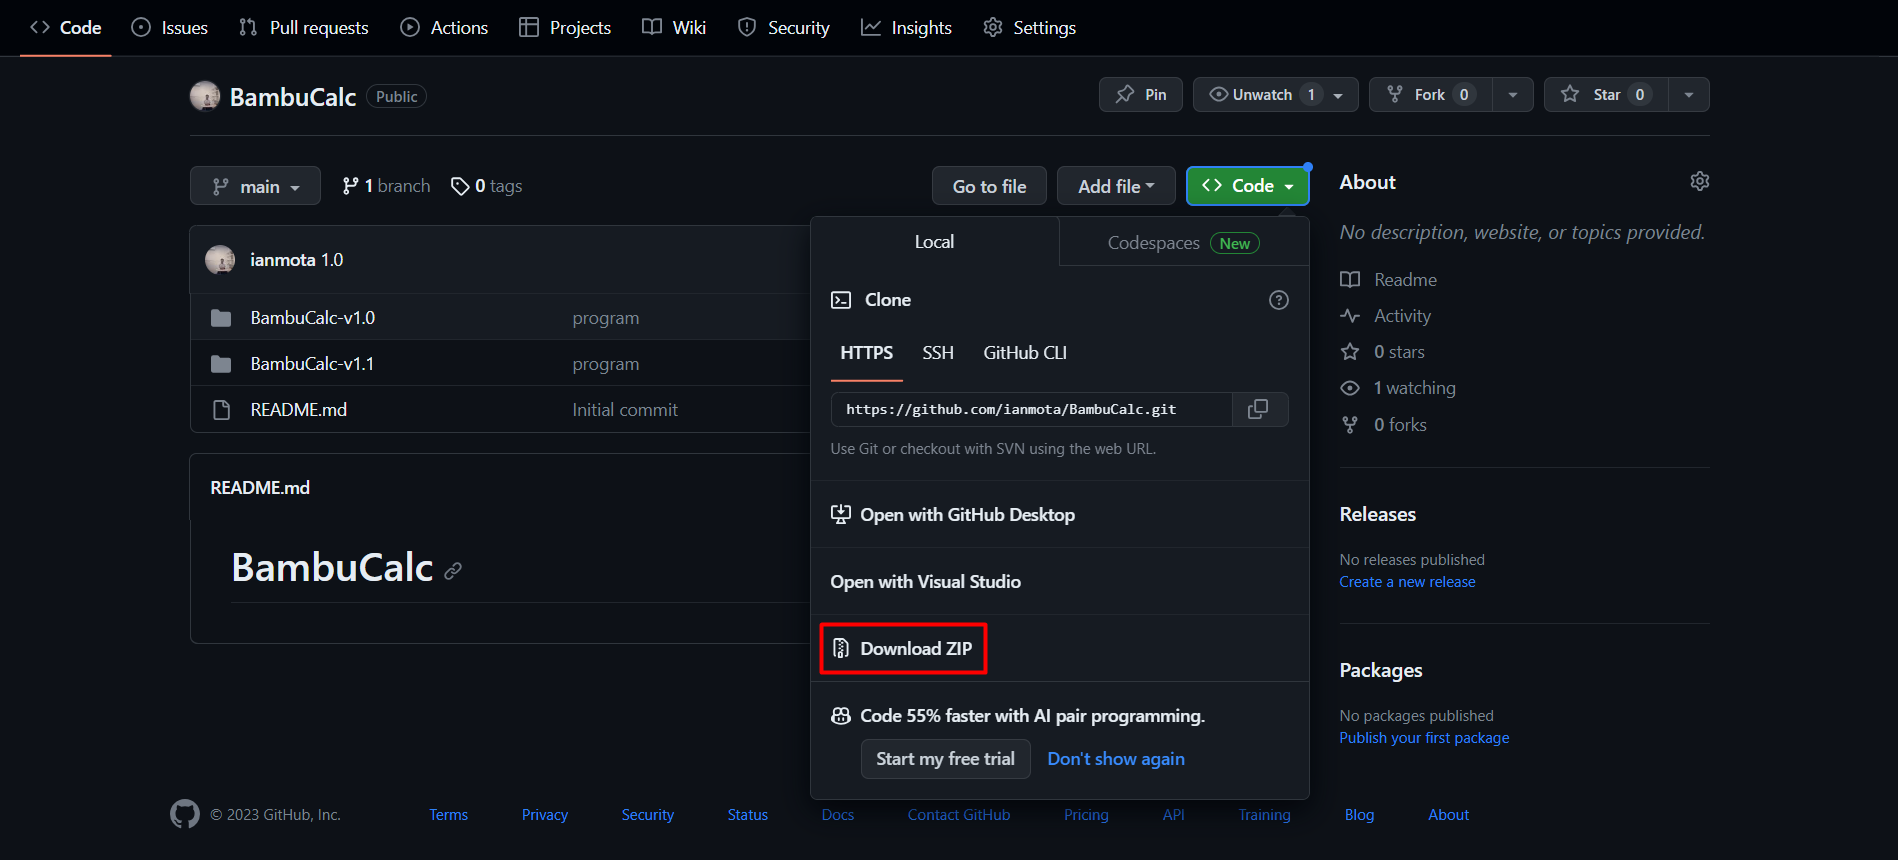 Code Issues Pull requests Actions Projects Wiki Security Insights Settings
BambuCalc Public Pin Unwatch 1 Fork 0 Star 0
main 1 branch 0 tags Go to file Add file Code
ianmota 1.0
BambuCalc-v1.0 program
BambuCalc-v1.1 program
README.md Initial commit
README.md
BambuCalc
Local Codespaces New
Clone
HTTPS SSH GitHub CLI
https://github.com/ianmota/BambuCalc.git
Use Git or checkout with SVN using the web URL.
Open with GitHub Desktop
Open with Visual Studio
Download ZIP
Code 55% faster with AI pair programming.
Start my free trial Don't show again
About
No description, website, or topics provided.
Readme
Activity
0 stars
1 watching
0 forks
Releases
No releases published
Create a new release
Packages
No packages published
Publish your first package
© 2023 GitHub, Inc. Terms Privacy Security Status Docs Contact GitHub Pricing API Training Blog About